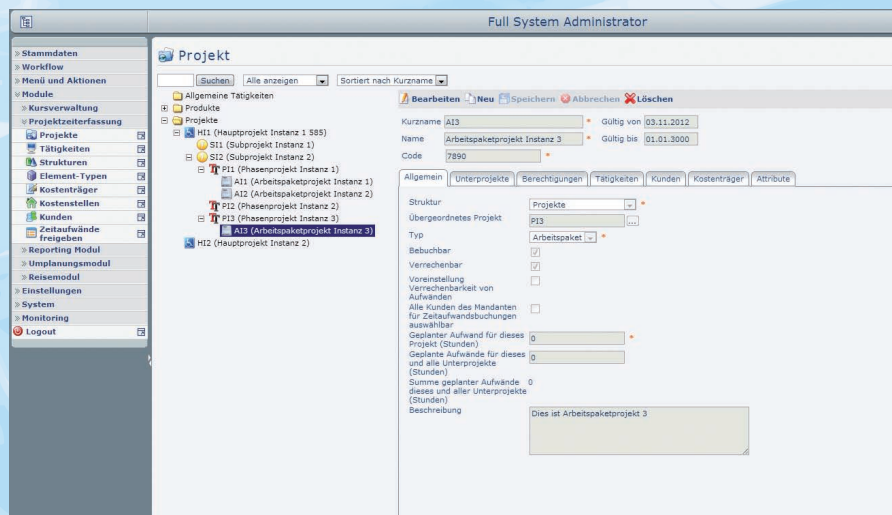 Full System Administrator
» Stammdaten
» Workflow
» Menü und Aktionen
Module
» Kursverwaltung
Projektzeiterfassung
Projekte
Tätigkeiten
Strukturen
Element-Typen
Kostenträger
Kostenstellen
Kunden
Zeitaufwände
freigeben
» Reporting Modul
» Umplanungsmodul
» Reisemodul
» Einstellungen
» System
» Monitoring
Logout
Projekt
Suchen Alle anzeigen Sortiert nach Kurzname
Allgemeine Tätigkeiten
Produkte
Projekte
HI1 (Hauptprojekt Instanz 1 585)
SI1 (Subprojekt Instanz 1)
SI2 (Subprojekt Instanz 2)
PI1 (Phasenprojekt Instanz 1)
AI1 (Arbeitspaketprojekt Instanz 1)
AI2 (Arbeitspaketprojekt Instanz 2)
PI2 (Phasenprojekt Instanz 2)
PI3 (Phasenprojekt Instanz 3)
AI3 (Arbeitspaketprojekt Instanz 3)
HI2 (Hauptprojekt Instanz 2)
Bearbeiten Neu Speichern Abbrechen Löschen
Kurzname AI3 * Gültig von 03.11.2012
Name Arbeitspaketprojekt Instanz 3 * Gültig bis 01.01.3000
Code 7890 *
Allgemein Unterprojekte Berechtigungen Tätigkeiten Kunden Kostenträger Attribute
Struktur Projekte *
Übergeordnetes Projekt PI3 ...
Typ Arbeitspaket *
Bebuchbar
Verrechenbar
Voreinstellung
Verrechenbarkeit von
Aufwänden
Alle Kunden des Mandanten
für Zeitaufwandsbuchungen
auswählbar
Geplanter Aufwand für dieses 0 *
Projekt (Stunden)
Geplante Aufwände für dieses 0
und alle Unterprojekte
(Stunden)
Summe geplanter Aufwände 0
dieses und aller Unterprojekte
(Stunden)
Beschreibung Dies ist Arbeitspaketprojekt 3